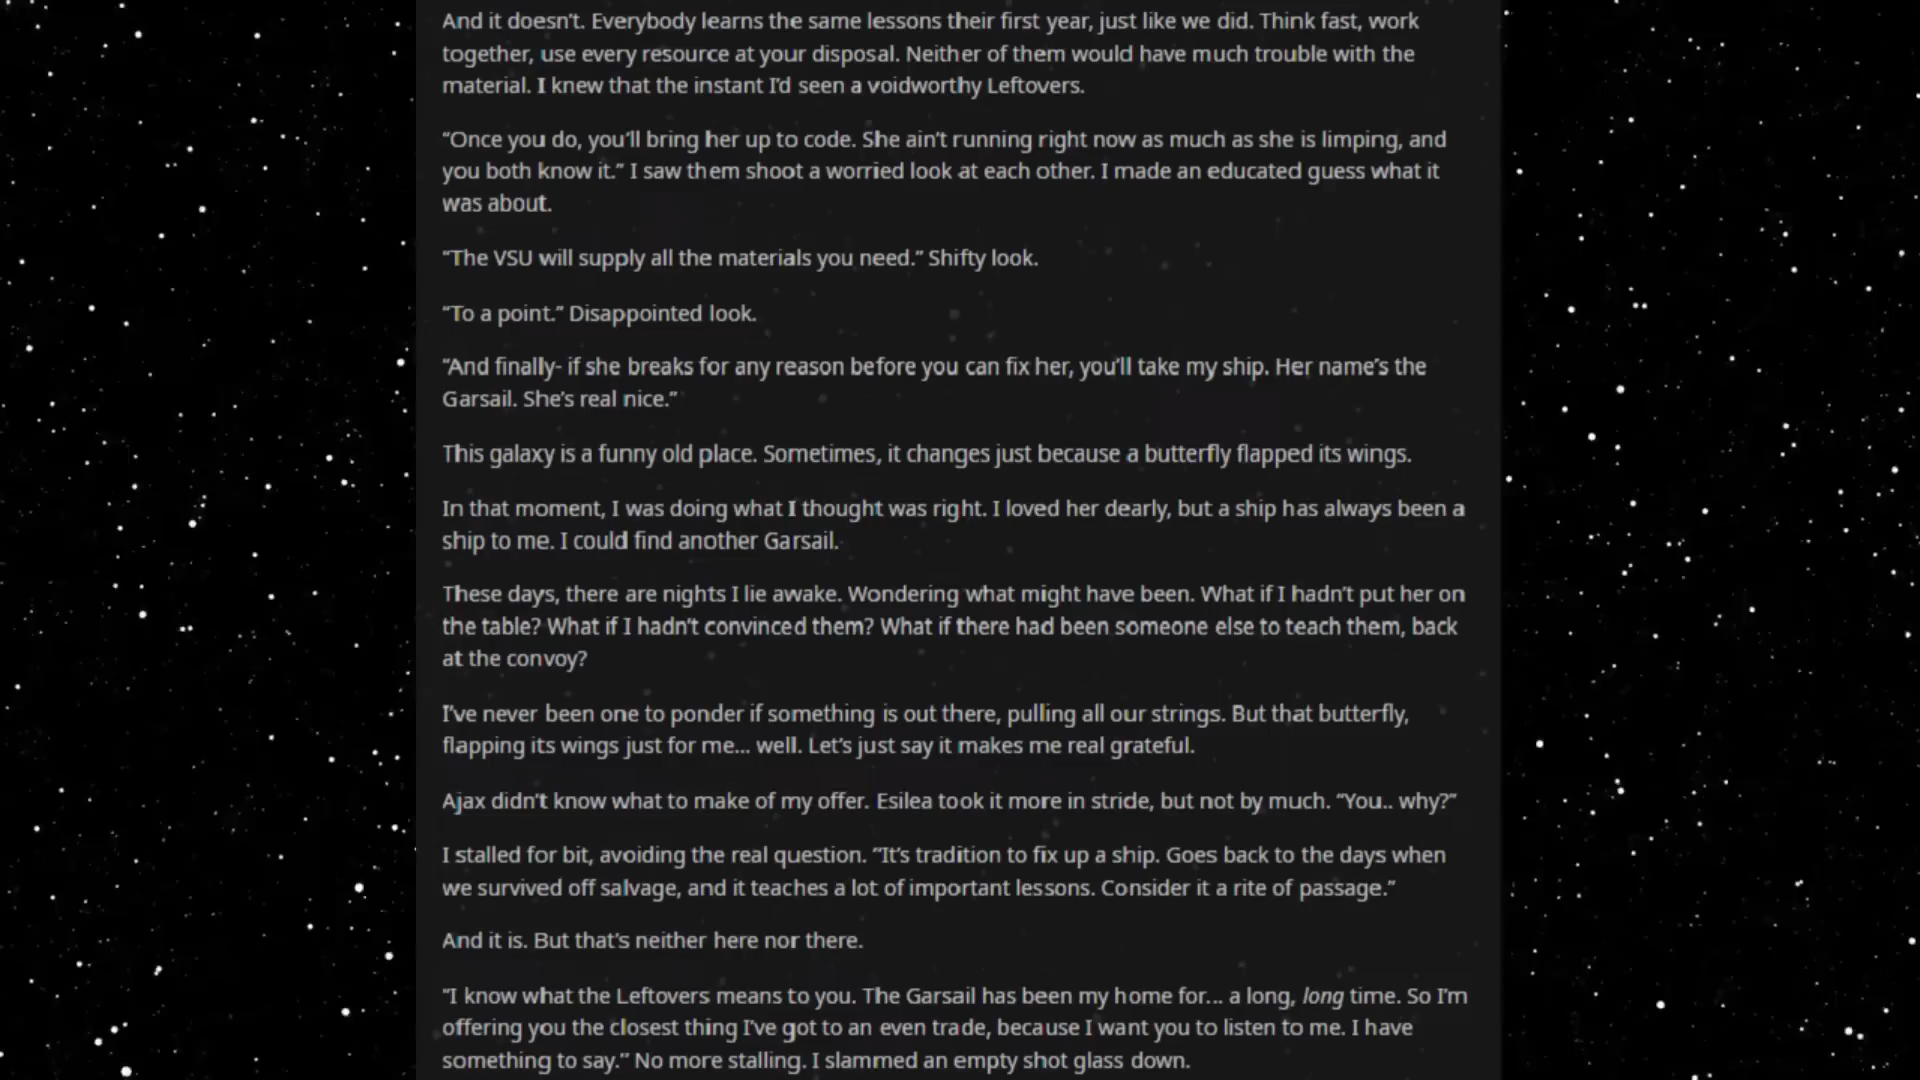 And it doesn’t. Everybody learns the same lessons their first year, just like we did. Think fast, work
together, use every resource at your disposal. Neither of them would have much trouble with the
material. I knew that the instant I’d seen a voidworthy Leftovers.
“Once you do, you’ll bring her up to code. She ain’t running right now as much as she is limping, and
you both know it.” I saw them shoot a worried look at each other. I made an educated guess what it
was about.
“The VSU will supply all the materials you need.” Shifty look.
“To a point.” Disappointed look.
“And finally- if she breaks for any reason before you can fix her, you’ll take my ship. Her name’s the
Garsail. She’s real nice.”
This galaxy is a funny old place. Sometimes, it changes just because a butterfly flapped its wings.
In that moment, I was doing what I thought was right. I loved her dearly, but a ship has always been a
ship to me. I could find another Garsail.
These days, there are nights I lie awake. Wondering what might have been. What if I hadn’t put her on
the table? What if I hadn’t convinced them? What if there had been someone else to teach them, back
at the convoy?
I’ve never been one to ponder if something is out there, pulling all our strings. But that butterfly,
flapping its wings just for me... well. Let’s just say it makes me real grateful.
Ajax didn’t know what to make of my offer. Esilea took it more in stride, but not by much. “You.. why?”
I stalled for bit, avoiding the real question. “It’s tradition to fix up a ship. Goes back to the days when
we survived off salvage, and it teaches a lot of important lessons. Consider it a rite of passage.”
And it is. But that’s neither here nor there.
“I know what the Leftovers means to you. The Garsail has been my home for... a long, long time. So I’m
offering you the closest thing I’ve got to an even trade, because I want you to listen to me. I have
something to say.” No more stalling. I slammed an empty shot glass down.